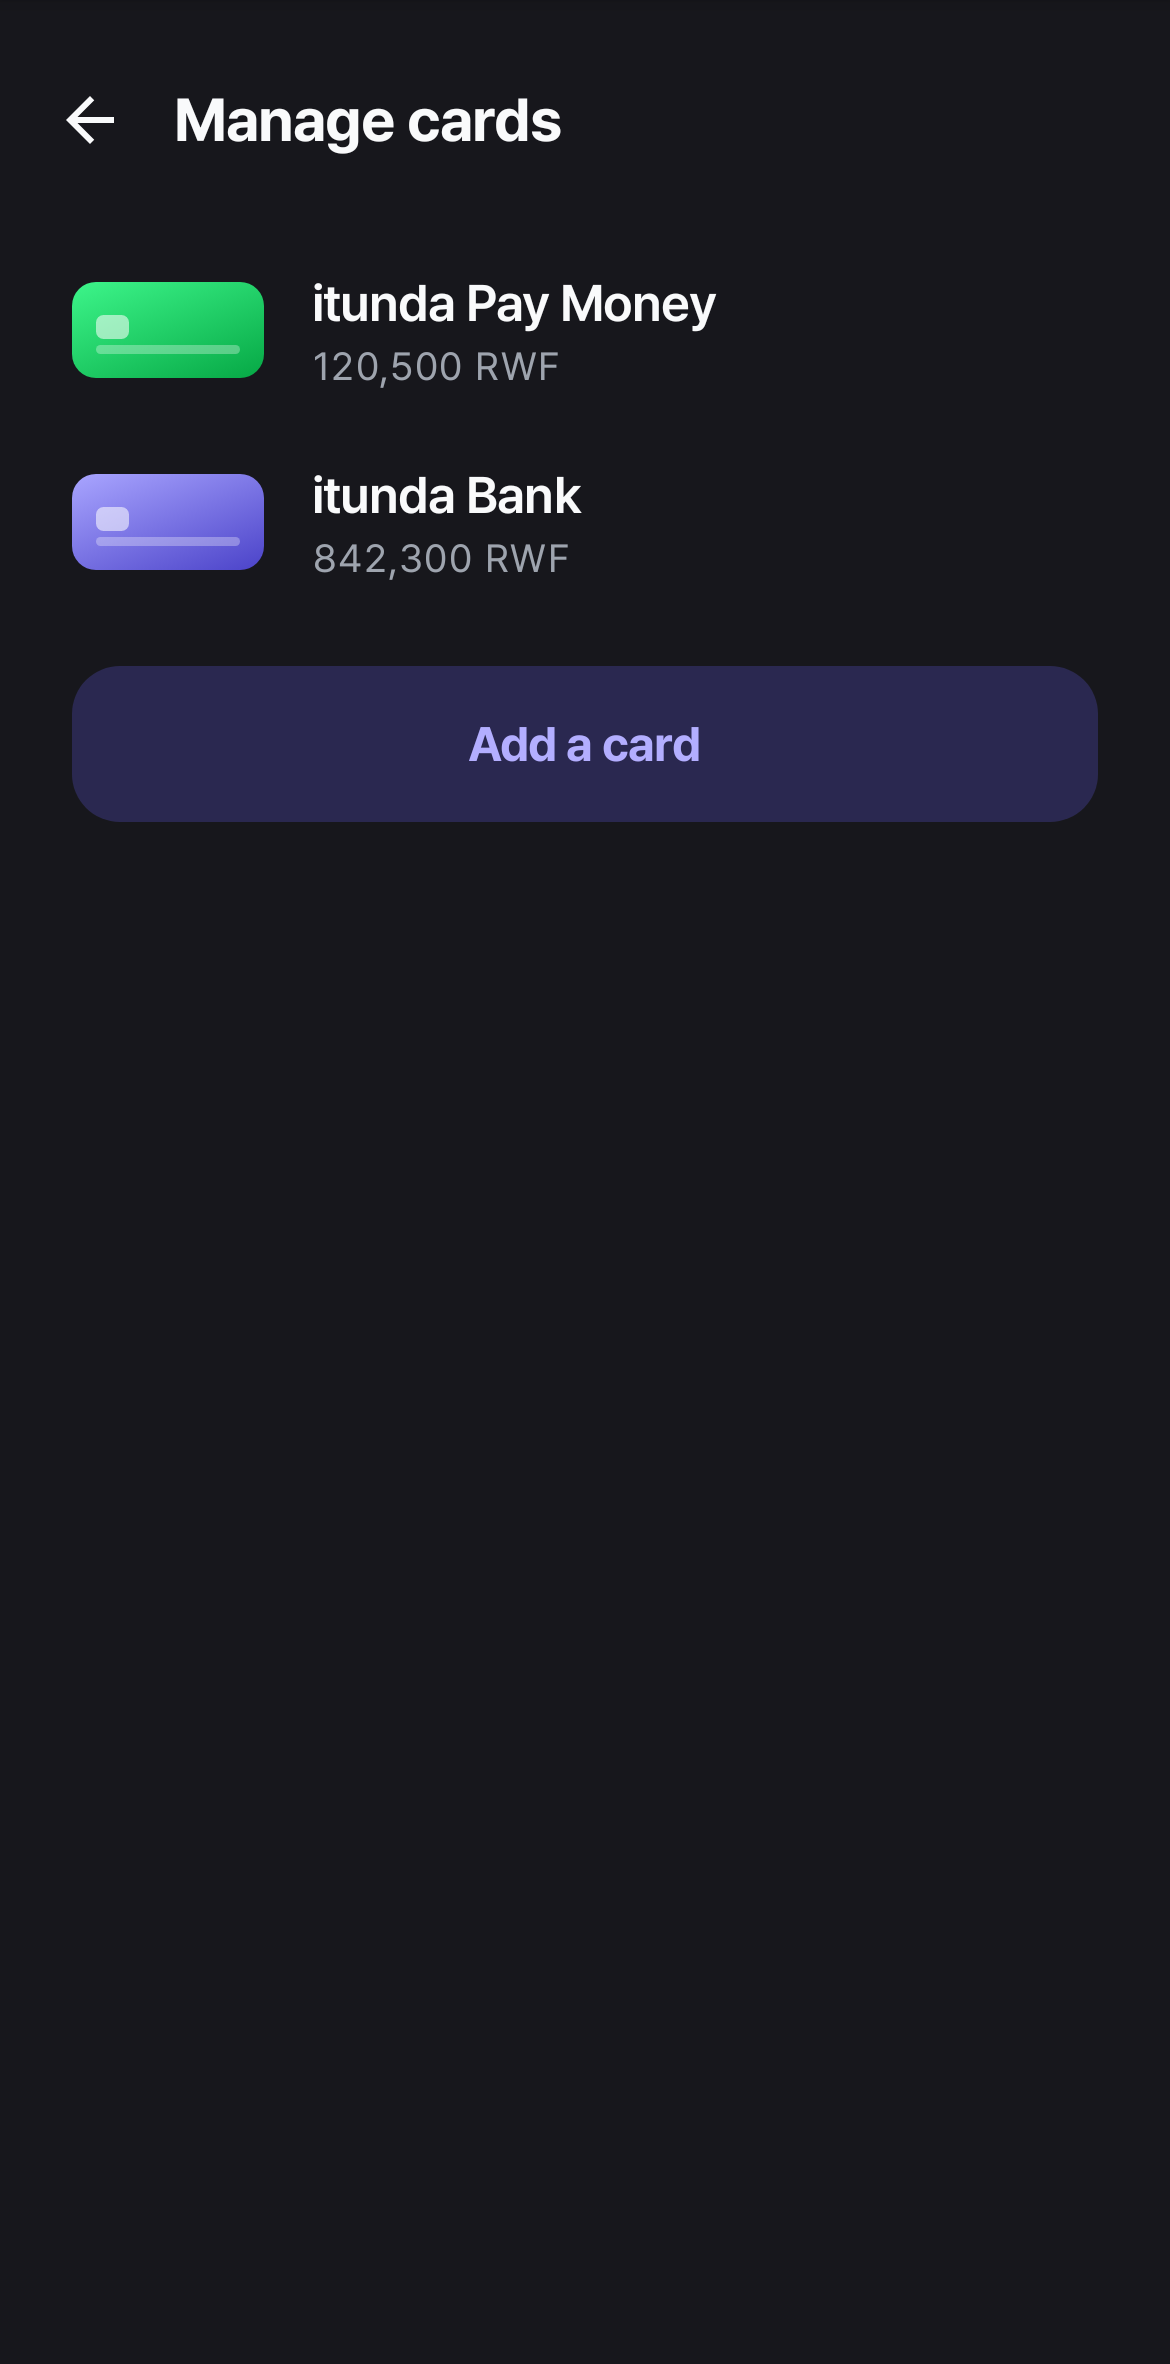 Manage cards
itunda Pay Money
120,500 RWF
itunda Bank
842,300 RWF
Add a card